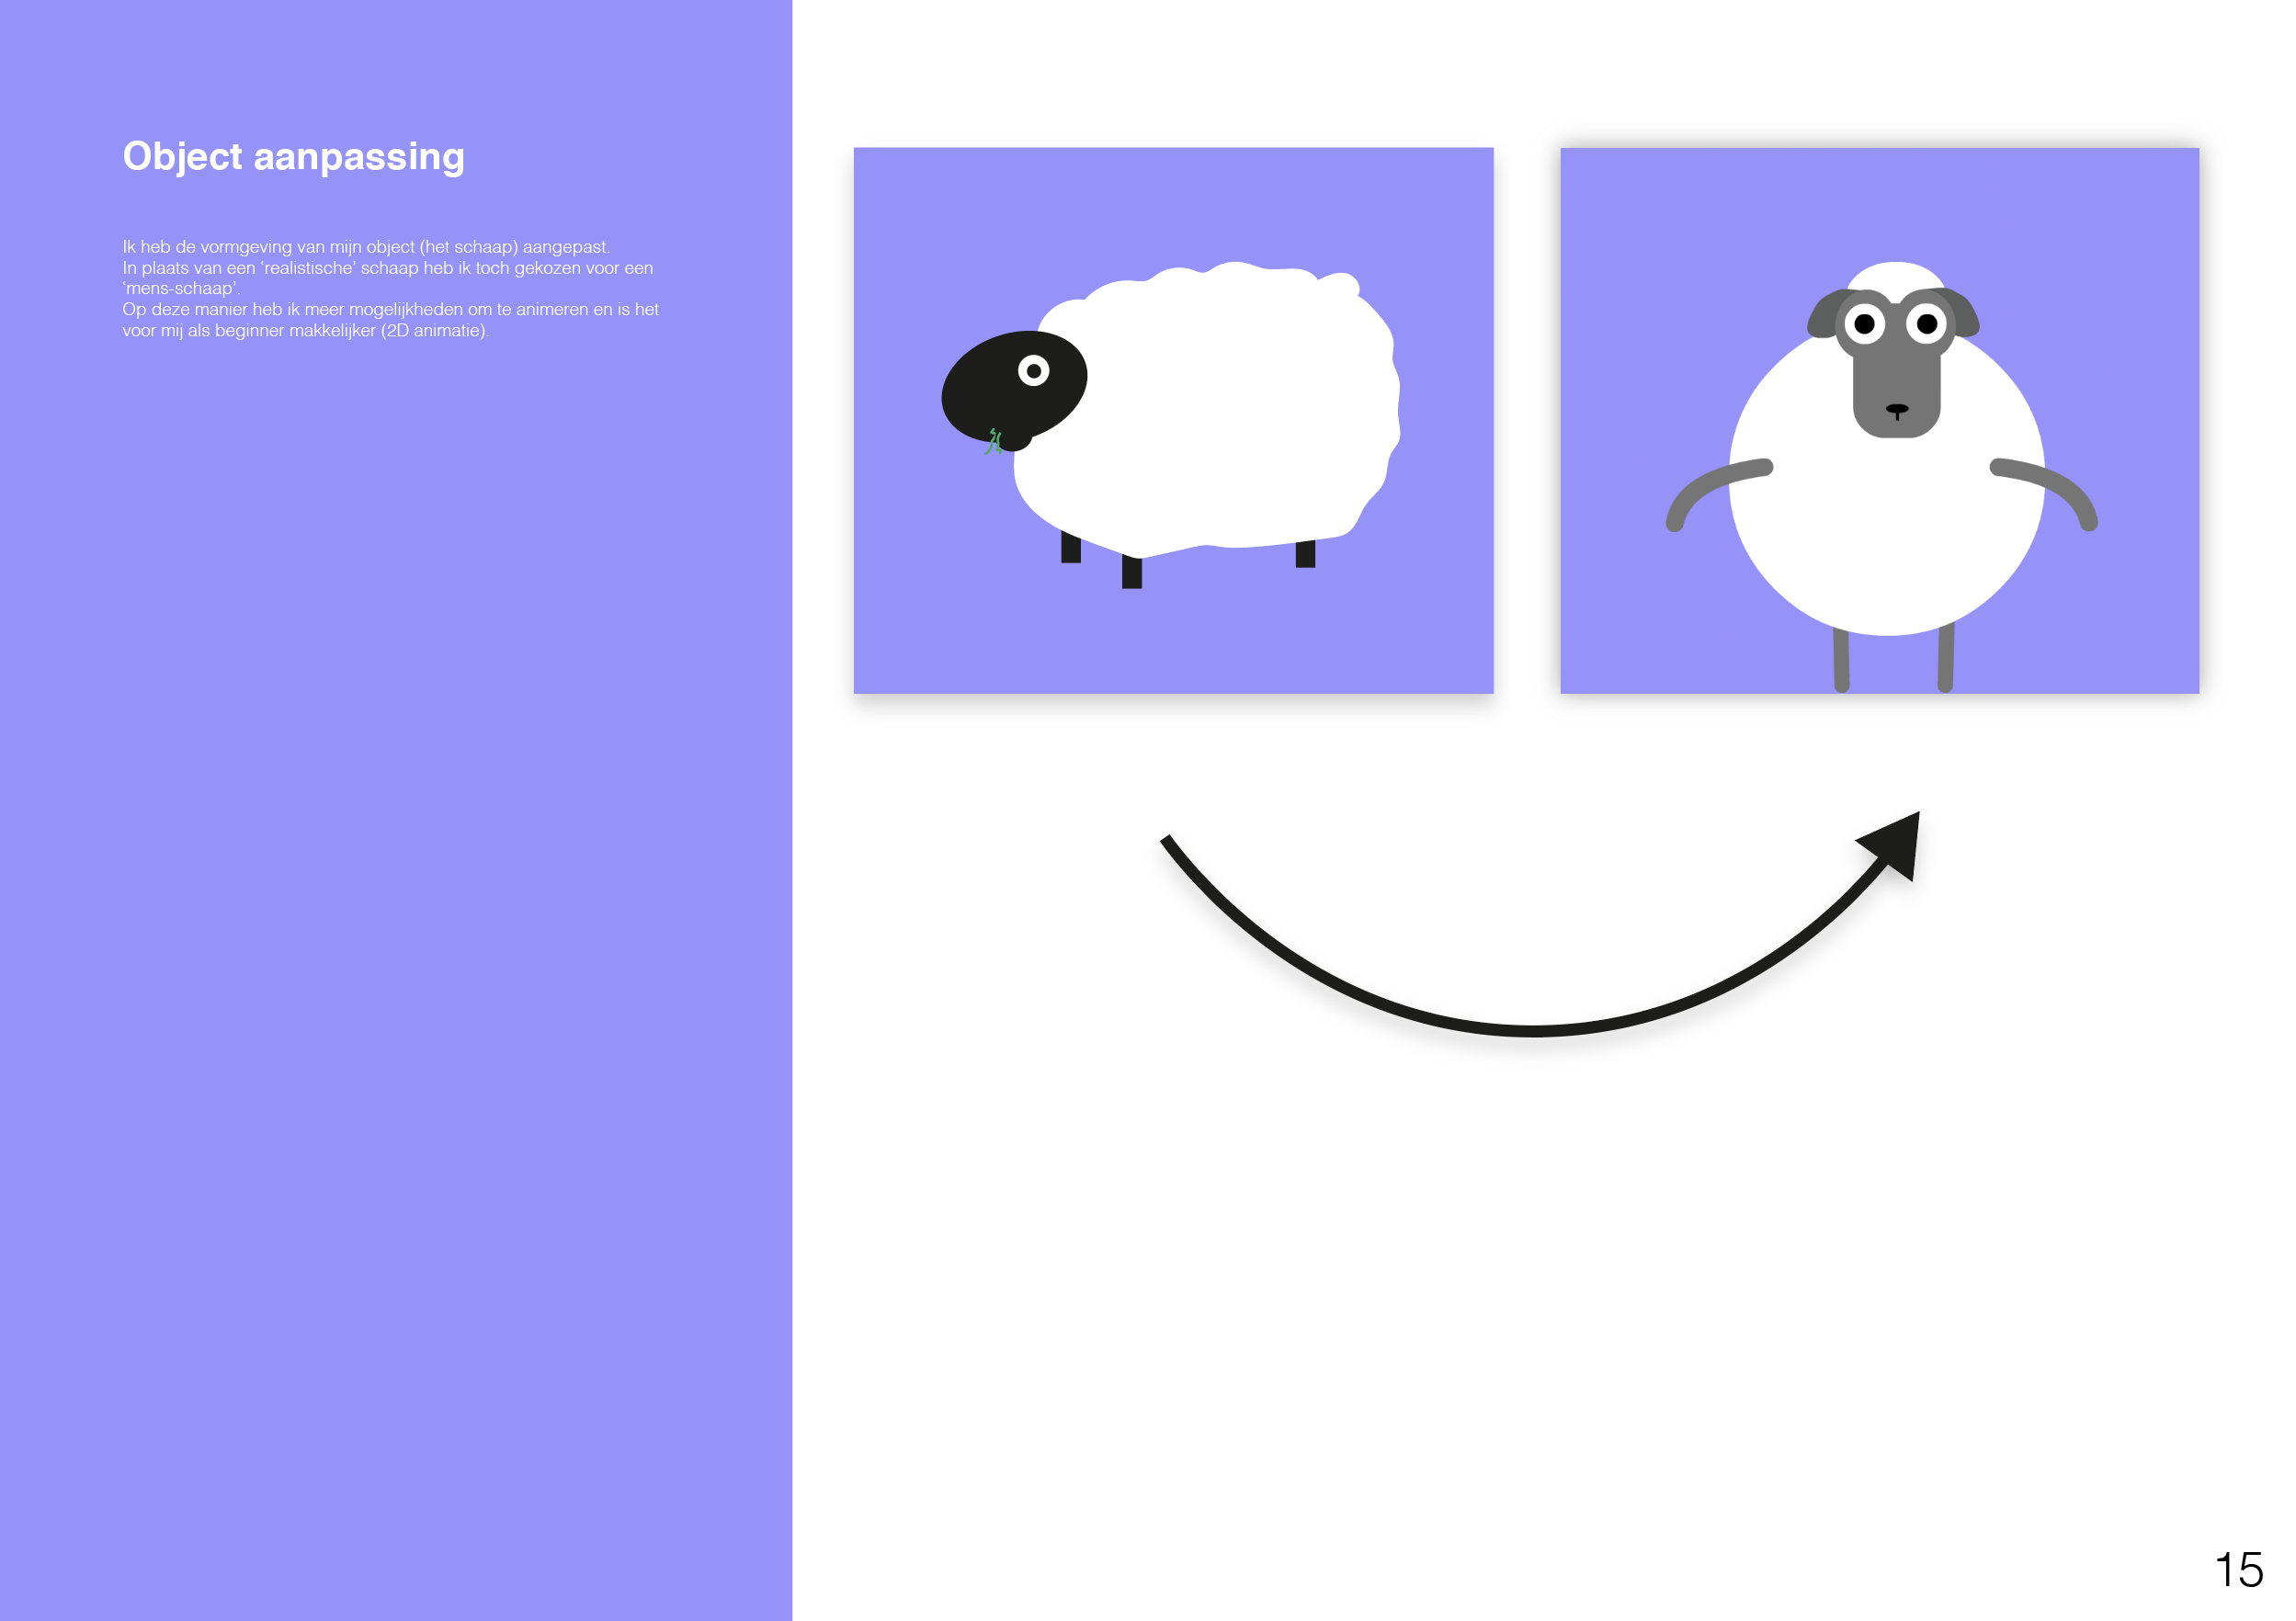 Object aanpassing
Ik heb de vormgeving van mijn object (het schaap) aangepast.
In plaats van een ‘realistische’ schaap heb ik toch gekozen voor een
‘mens-schaap’.
Op deze manier heb ik meer mogelijkheden om te animeren en is het
voor mij als beginner makkelijker (2D animatie).
15